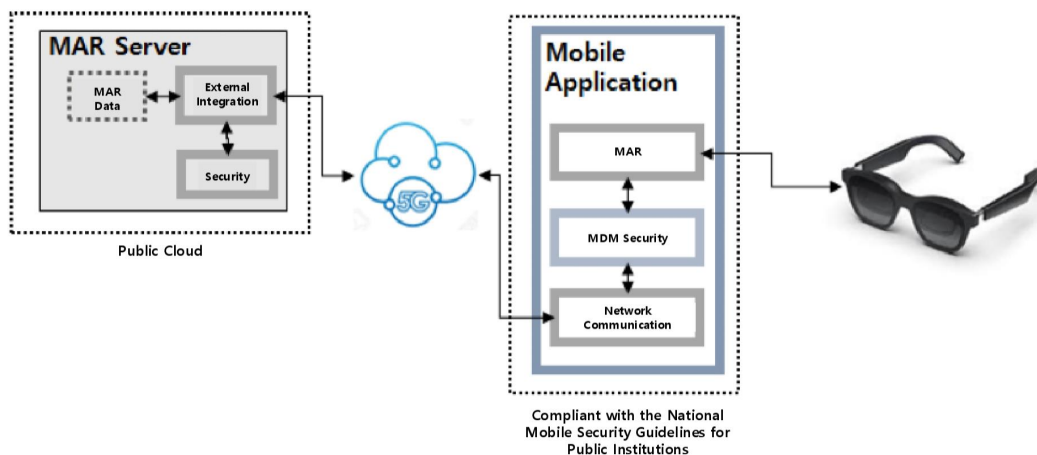 MAR Server
MAR
Data
External
Integration
Security
Public Cloud
5G
Mobile
Application
MAR
MDM Security
Network
Communication
Compliant with the National
Mobile Security Guidelines for
Public Institutions